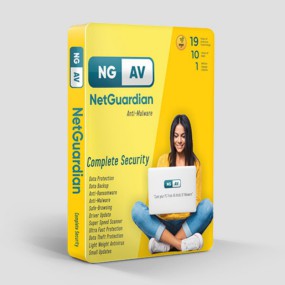 NG AV
NetGuardian
Anti-Malware
19
10
1
Complete Security
Data Protection
Data Backup
Anti-Ransomware
Anti-Malware
Safe-Browsing
Driver Update
Super Speed Scanner
Ultra Fast Protection
Data Theft Protection
Light Weight Antivirus
Small Updates
NG AV
NG AV
NetGuardian
Complete Security